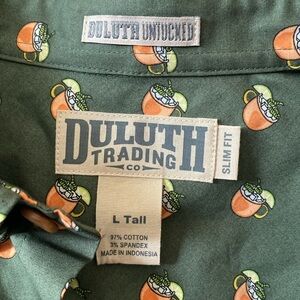 DULUTH UNTUCKED
DULUTH
TRADING
CO
SLIM FIT
L Tall
97% COTTON
3% SPANDEX
MADE IN INDONESIA